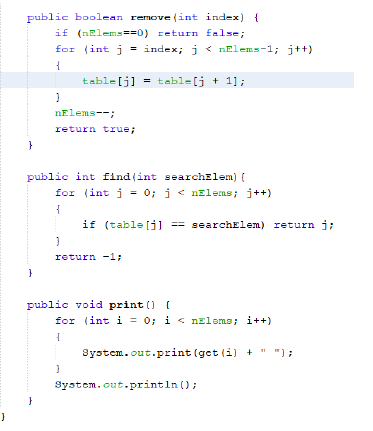 public boolean remove(int index) {
if (nElems==0) return false;
for (int j = index; j < nElems-1; j++)
{
table[j] = table[j + 1];
}
nElems--;
return true;
}
public int find(int searchElem){
for (int j = 0; j < nElems; j++)
{
if (table[j] == searchElem) return j;
}
return -1;
}
public void print() {
for (int i = 0; i < nElems; i++)
{
System.out.print(get(i) + " ");
}
System.out.println();
}
}